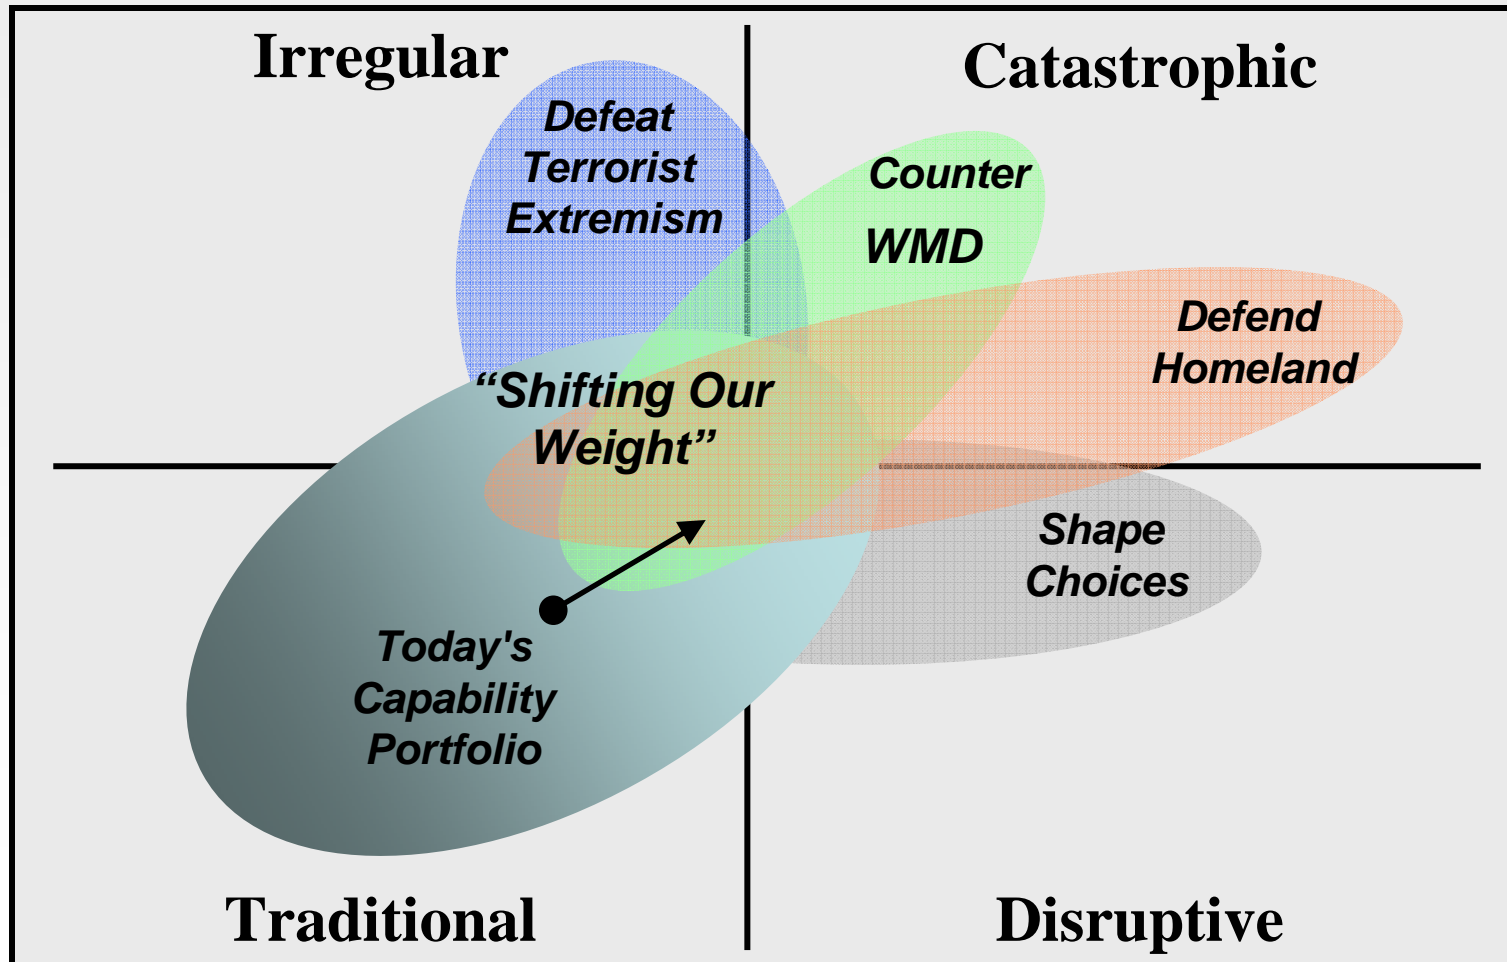 Irregular
Catastrophic
Defeat
Terrorist
Extremism
Counter
WMD
Defend
Homeland
“Shifting Our
Weight”
Shape
Choices
Today's
Capability
Portfolio
Traditional
Disruptive